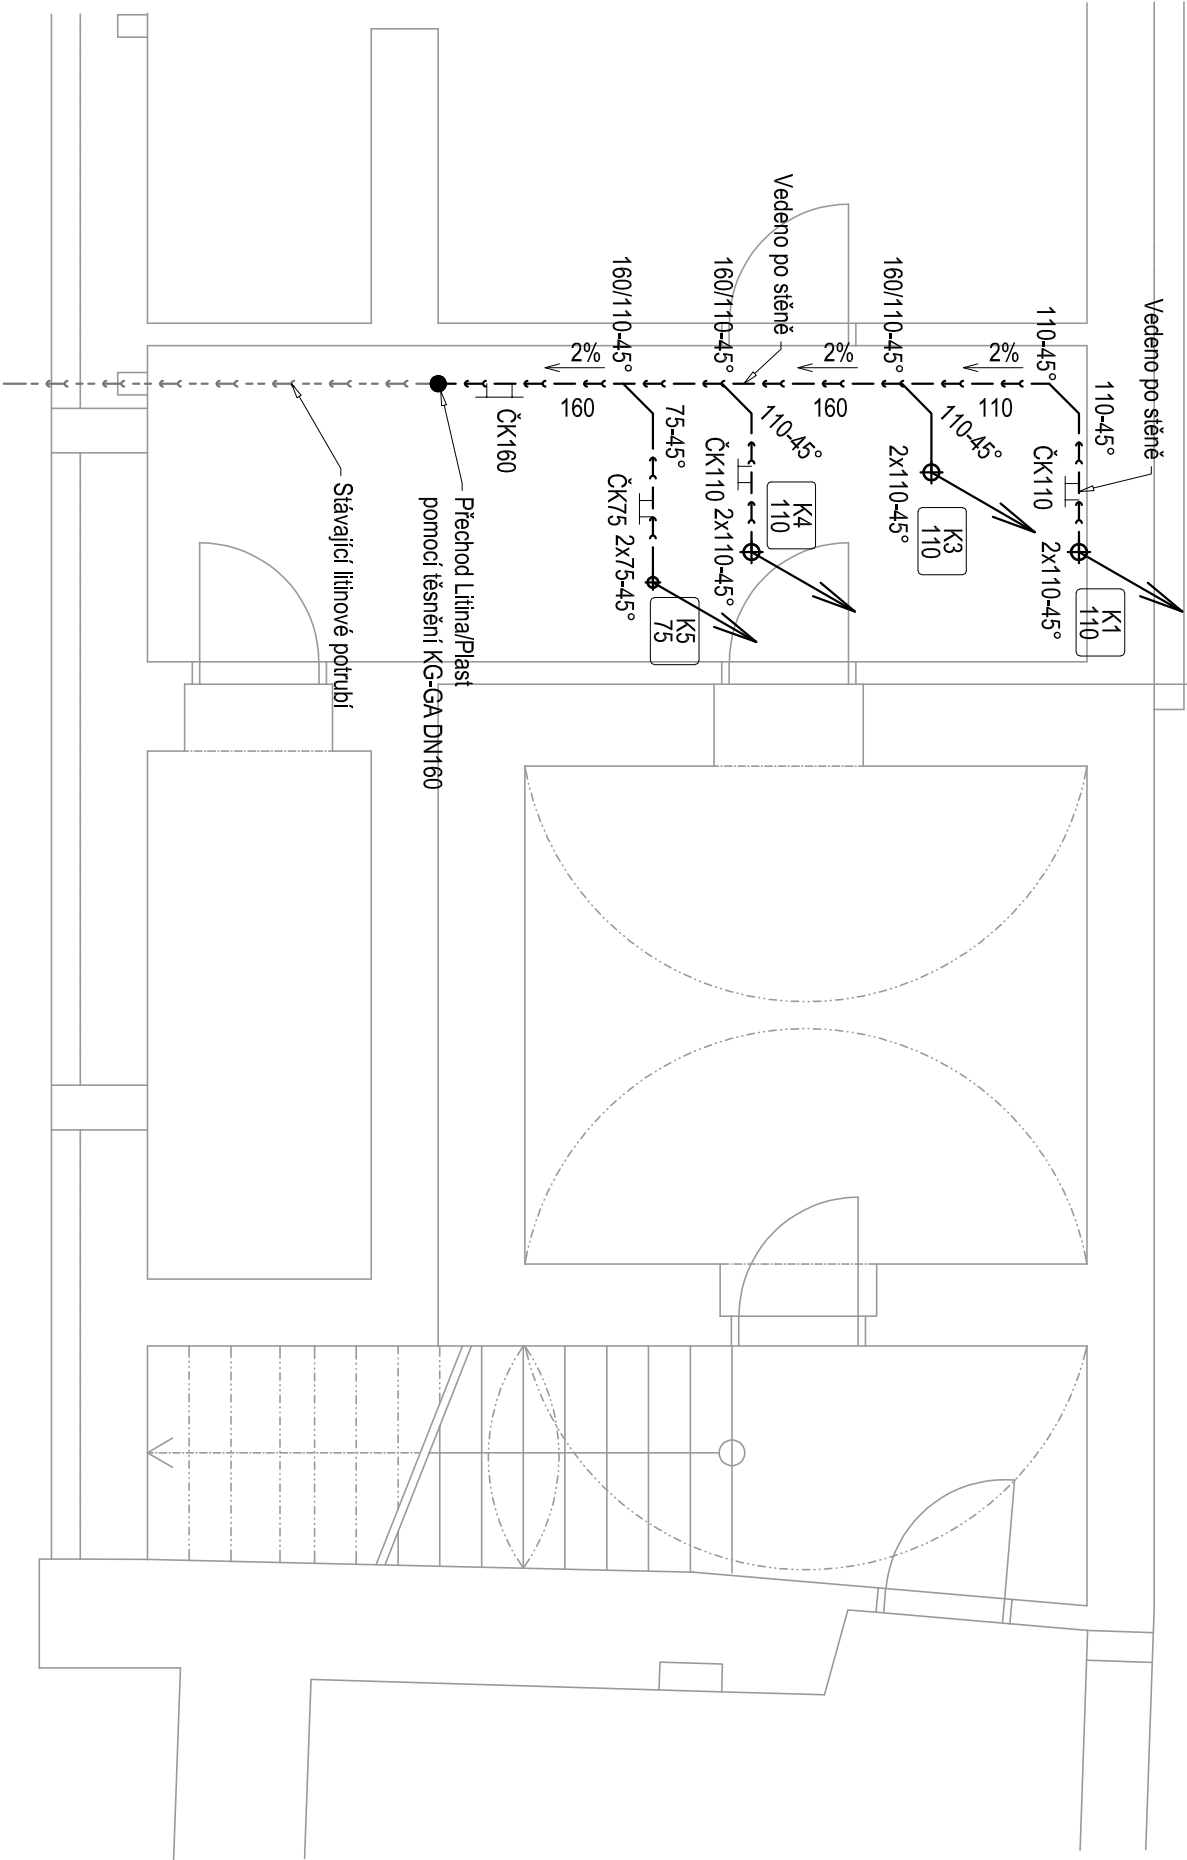 Vedeno po stěně
Vedeno po stěně
110-45°
110-45°
ČK110
2x110-45°
K1
110
2%
110
160/110-45°
110-45°
2x110-45°
K3
110
2%
160
160/110-45°
110-45°
ČK110
2x110-45°
K4
110
160/110-45°
75-45°
ČK75
2x75-45°
K5
75
2%
160
ČK160
Přechod Litina/Plast
pomocí těsnění KG-GA DN160
Stávající litinové potrubí